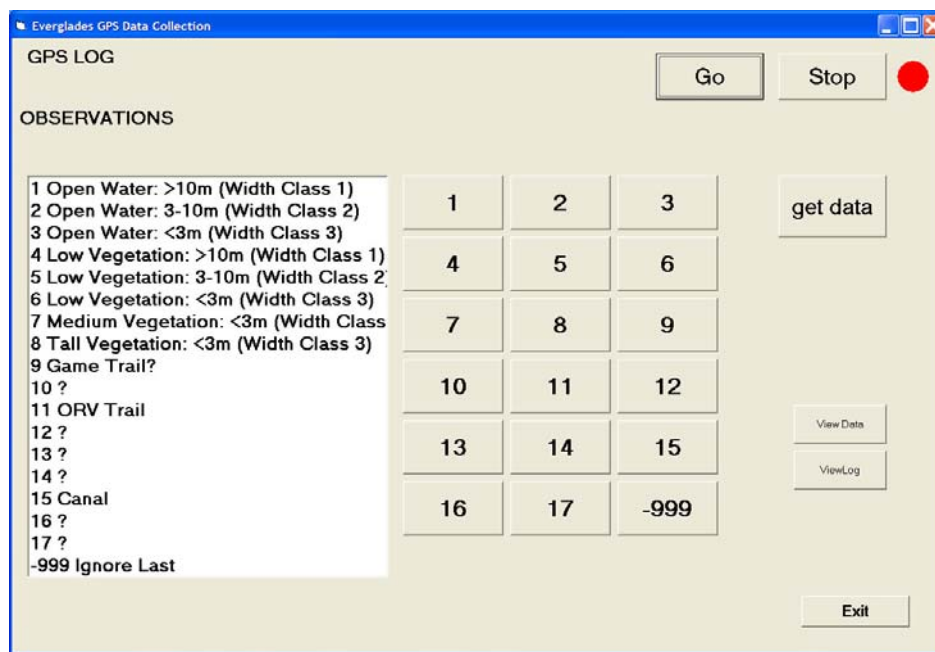 Everglades GPS Data Collection
GPS LOG
Go
Stop
OBSERVATIONS
1 Open Water: >10m (Width Class 1)
2 Open Water: 3-10m (Width Class 2)
3 Open Water: <3m (Width Class 3)
4 Low Vegetation: >10m (Width Class 1)
5 Low Vegetation: 3-10m (Width Class 2
6 Low Vegetation: <3m (Width Class 3)
7 Medium Vegetation: <3m (Width Class
8 Tall Vegetation: <3m (Width Class 3)
9 Game Trail?
10 ?
11 ORV Trail
12 ?
13 ?
14 ?
15 Canal
16 ?
17 ?
-999 Ignore Last
1 2 3
4 5 6
7 8 9
10 11 12
13 14 15
16 17 -999
get data
View Data
ViewLog
Exit